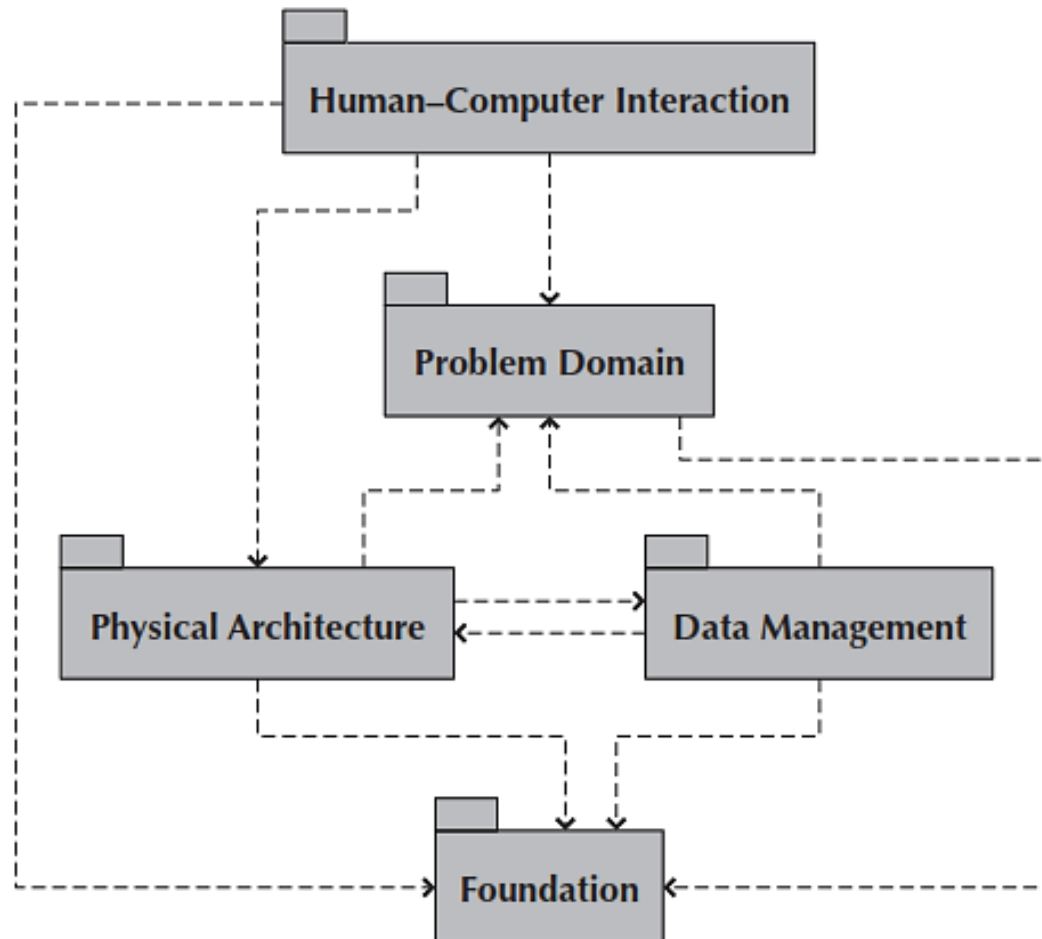 Human–Computer Interaction
Problem Domain
Physical Architecture
Data Management
Foundation